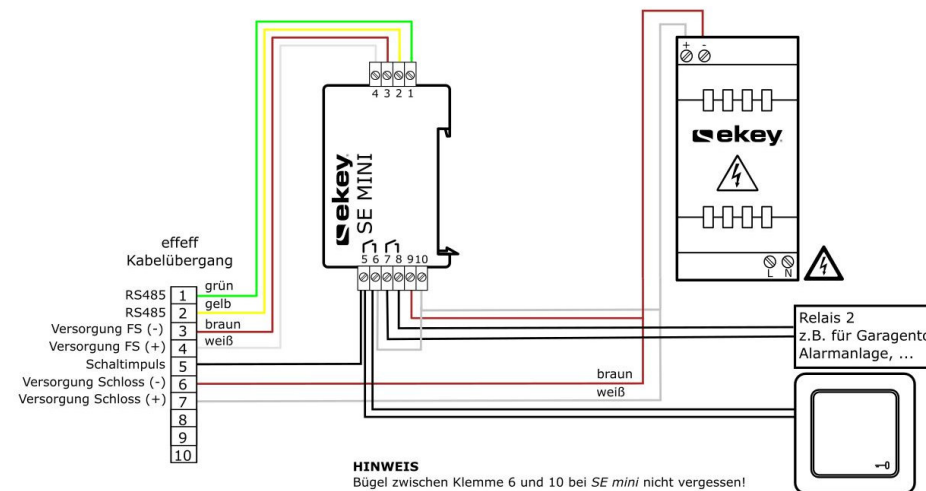 + -
4 3 2 1
ekey
SE MINI
ekey
5 6 7 8 9 10
L N
effeff
Kabelübergang
RS485 1 grün
RS485 2 gelb
Versorgung FS (-) 3 braun
Versorgung FS (+) 4 weiß
Schaltimpuls 5
Versorgung Schloss (-) 6 braun
Versorgung Schloss (+) 7 weiß
8
9
10
Relais 2
z.B. für Garagento
Alarmanlage, ...
HINWEIS
Bügel zwischen Klemme 6 und 10 bei SE mini nicht vergessen!